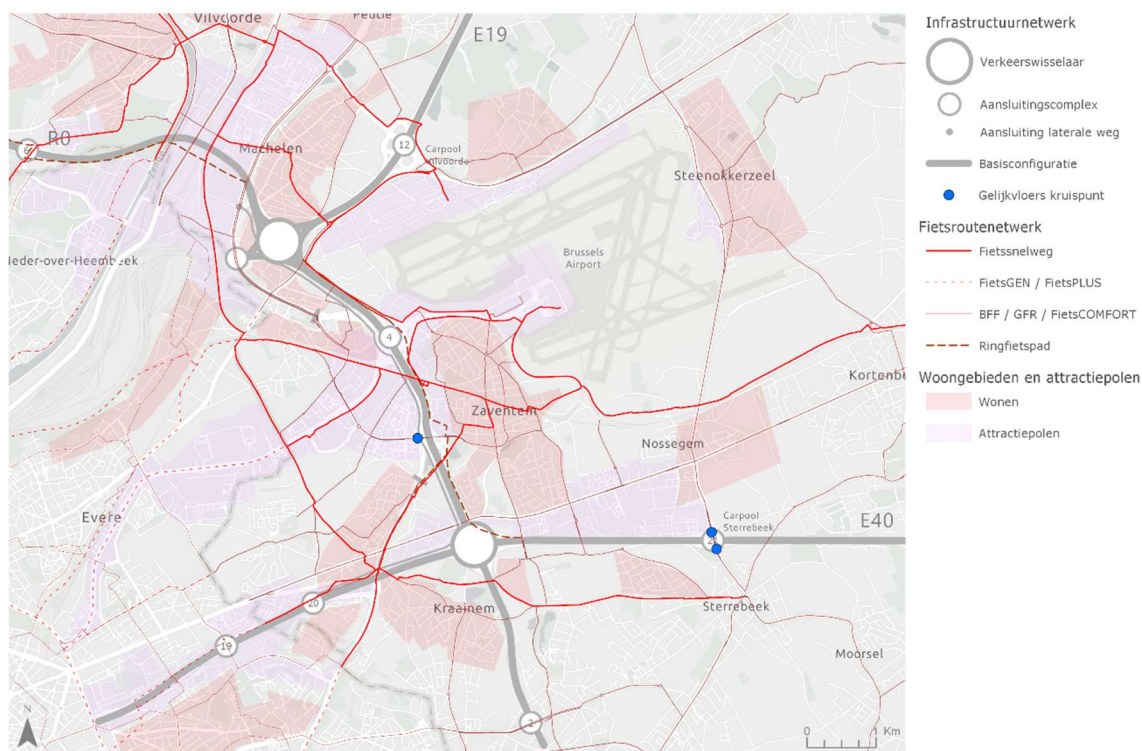 Vilvoorde
Peutie
E19
R0
6
Machelen
12
Carpool
Vilvoorde
Steenokkerzeel
Brussels
Airport
Neder-over-Heembeek
4
Kortenb
Zaventem
Nossegem
Evere
Carpool
Sterrebeek
E40
20
Kraainem
Sterrebeek
19
Moorsel
2
N
0
1
Km
Infrastructuurnetwerk
Verkeerswisselaar
Aansluitingscomplex
Aansluiting laterale weg
Basisconfiguratie
Gelijkvloers kruispunt
Fietsroutenetwerk
Fietssnelweg
FietsGEN / FietsPLUS
BFF / GFR / FietsCOMFORT
Ringfietspad
Woongebieden en attractiepolen
Wonen
Attractiepolen